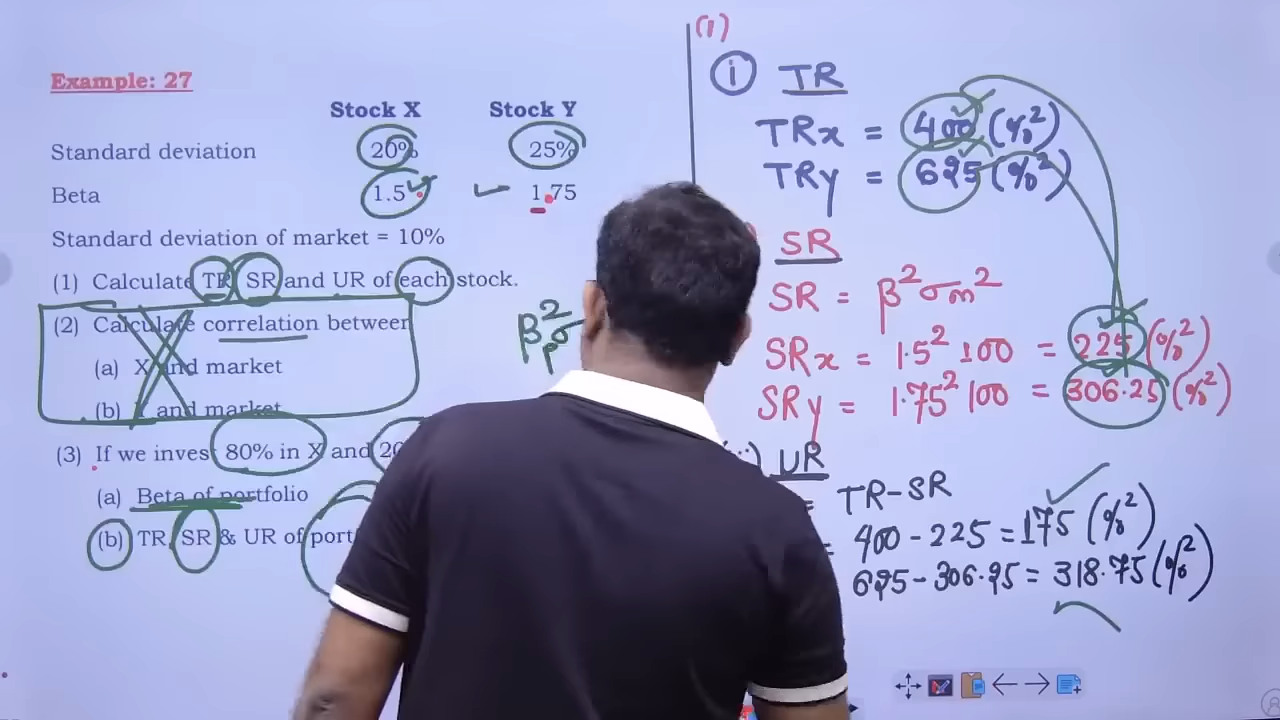 Example: 27
Stock X Stock Y
Standard deviation 20% 25%
Beta 1.5 1.75
Standard deviation of market = 10%
(1) Calculate TR SR and UR of each stock.
(2) Calculate correlation between
(a) X and market
(b) Y and market
(3) If we invest 80% in X and 20
(a) Beta of portfolio
(b) TR, SR & UR of port
βp²σ
(1)
(i) TR
TRx = 400 (%²)
TRy = 625 (%²)
SR
SR = β²σm²
SRx = 1.5² 100 = 225 (%²)
SRy = 1.75² 100 = 306.25 (%²)
UR
= TR-SR
= 400-225 = 175 (%²)
625-306.25 = 318.75 (%²)